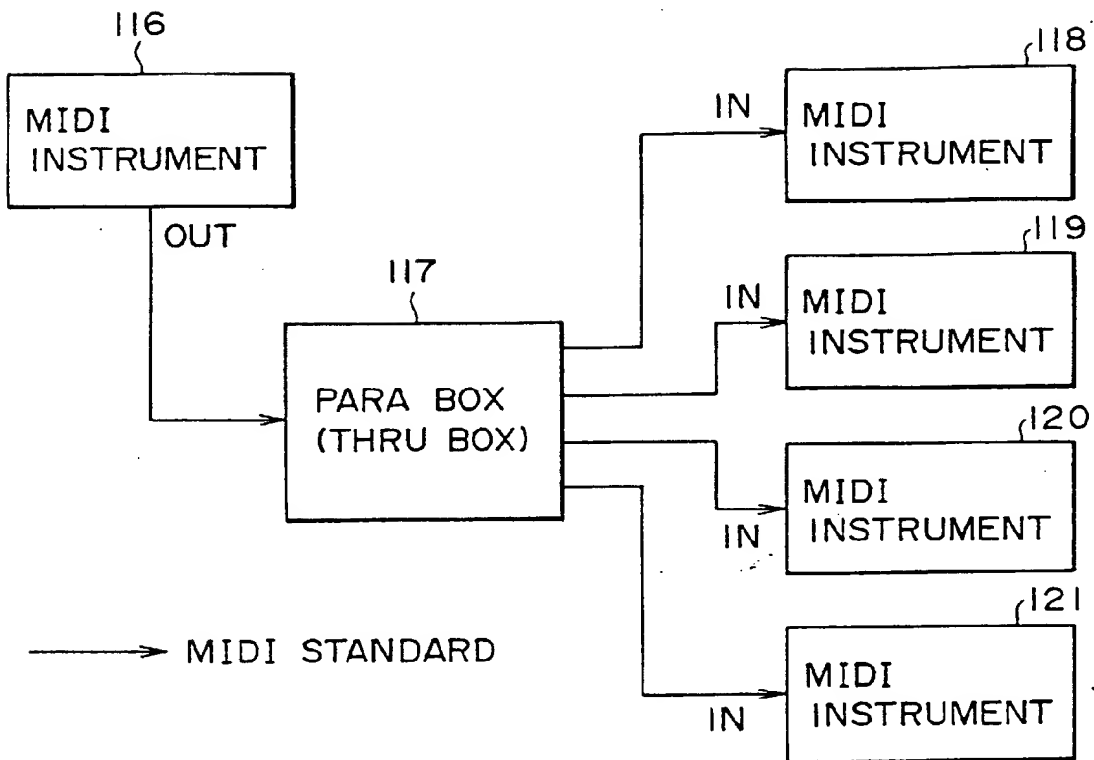 116
MIDI
INSTRUMENT
OUT
117
PARA BOX
(THRU BOX)
IN
118
MIDI
INSTRUMENT
IN
119
MIDI
INSTRUMENT
120
MIDI
INSTRUMENT
IN
121
MIDI
INSTRUMENT
IN
MIDI STANDARD